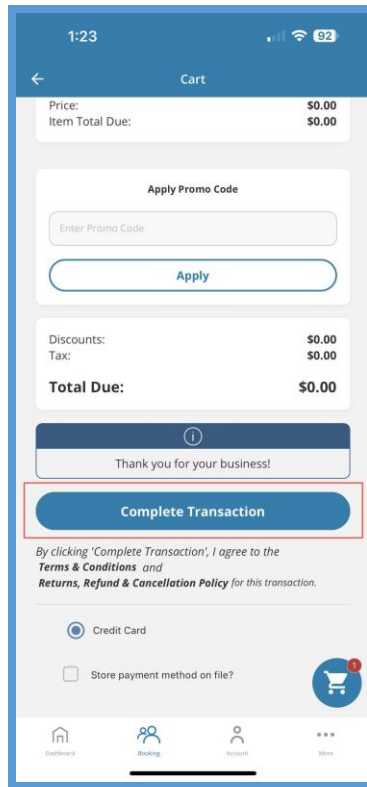 1:23
92
Cart
Price: $0.00
Item Total Due: $0.00
Apply Promo Code
Enter Promo Code
Apply
Discounts: $0.00
Tax: $0.00
Total Due: $0.00
Thank you for your business!
Complete Transaction
By clicking 'Complete Transaction', I agree to the
Terms & Conditions and
Returns, Refund & Cancellation Policy for this transaction.
Credit Card
Store payment method on file?
1
Dashboard Booking Account More